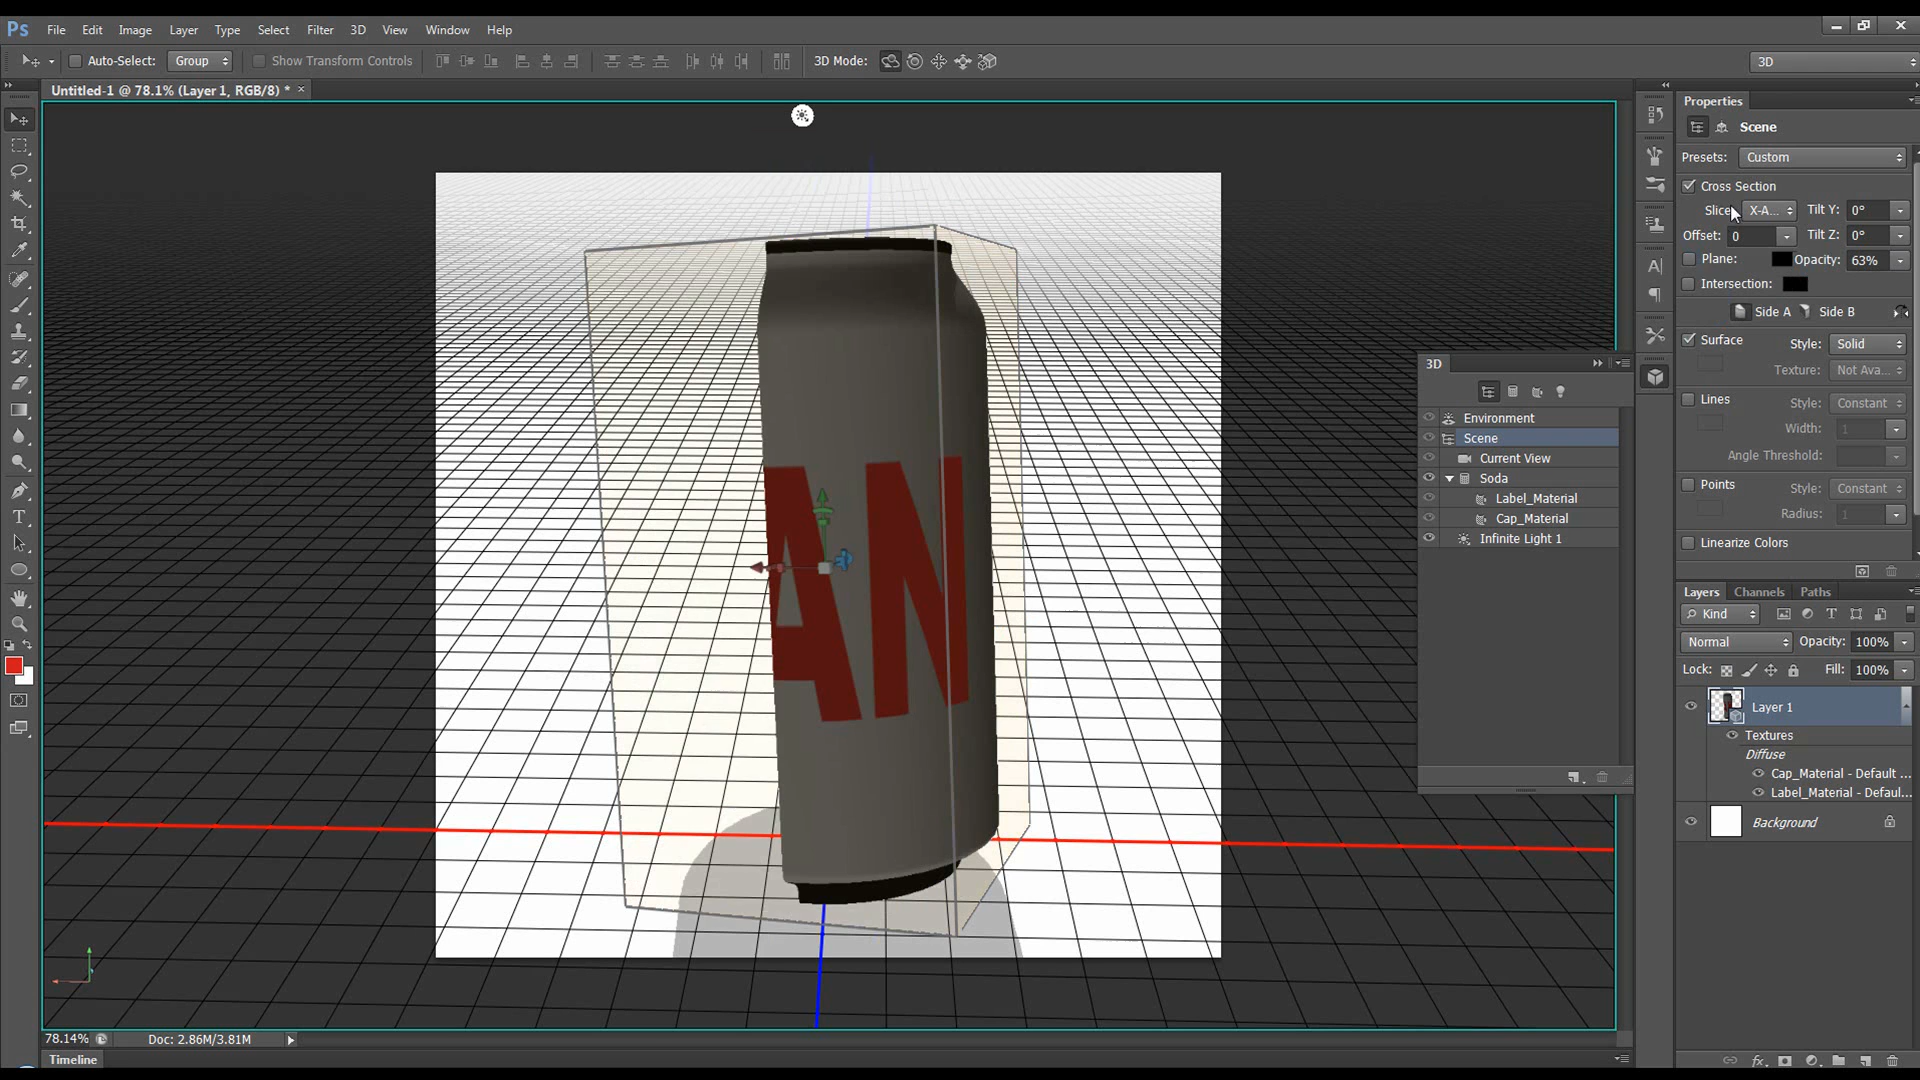 Ps File Edit Image Layer Type Select Filter 3D View Window Help
Auto-Select: Group Show Transform Controls 3D Mode: 3D
Untitled-1 @ 78.1% (Layer 1, RGB/8) * ×
AN
78.14% Doc: 2.86M/3.81M
Timeline
3D
Environment
Scene
Current View
Soda
Label_Material
Cap_Material
Infinite Light 1
Properties
Scene
Presets: Custom
Cross Section
Slice X-A... Tilt Y: 0°
Offset: 0 Tilt Z: 0°
Plane: Opacity: 63%
Intersection:
Side A Side B
Surface Style: Solid
Texture: Not Ava...
Lines Style: Constant
Width: 1
Angle Threshold:
Points Style: Constant
Radius: 1
Linearize Colors
Layers Channels Paths
Kind
Normal Opacity: 100%
Lock: Fill: 100%
Layer 1
Textures
Diffuse
Cap_Material - Default ...
Label_Material - Defaul...
Background
fx